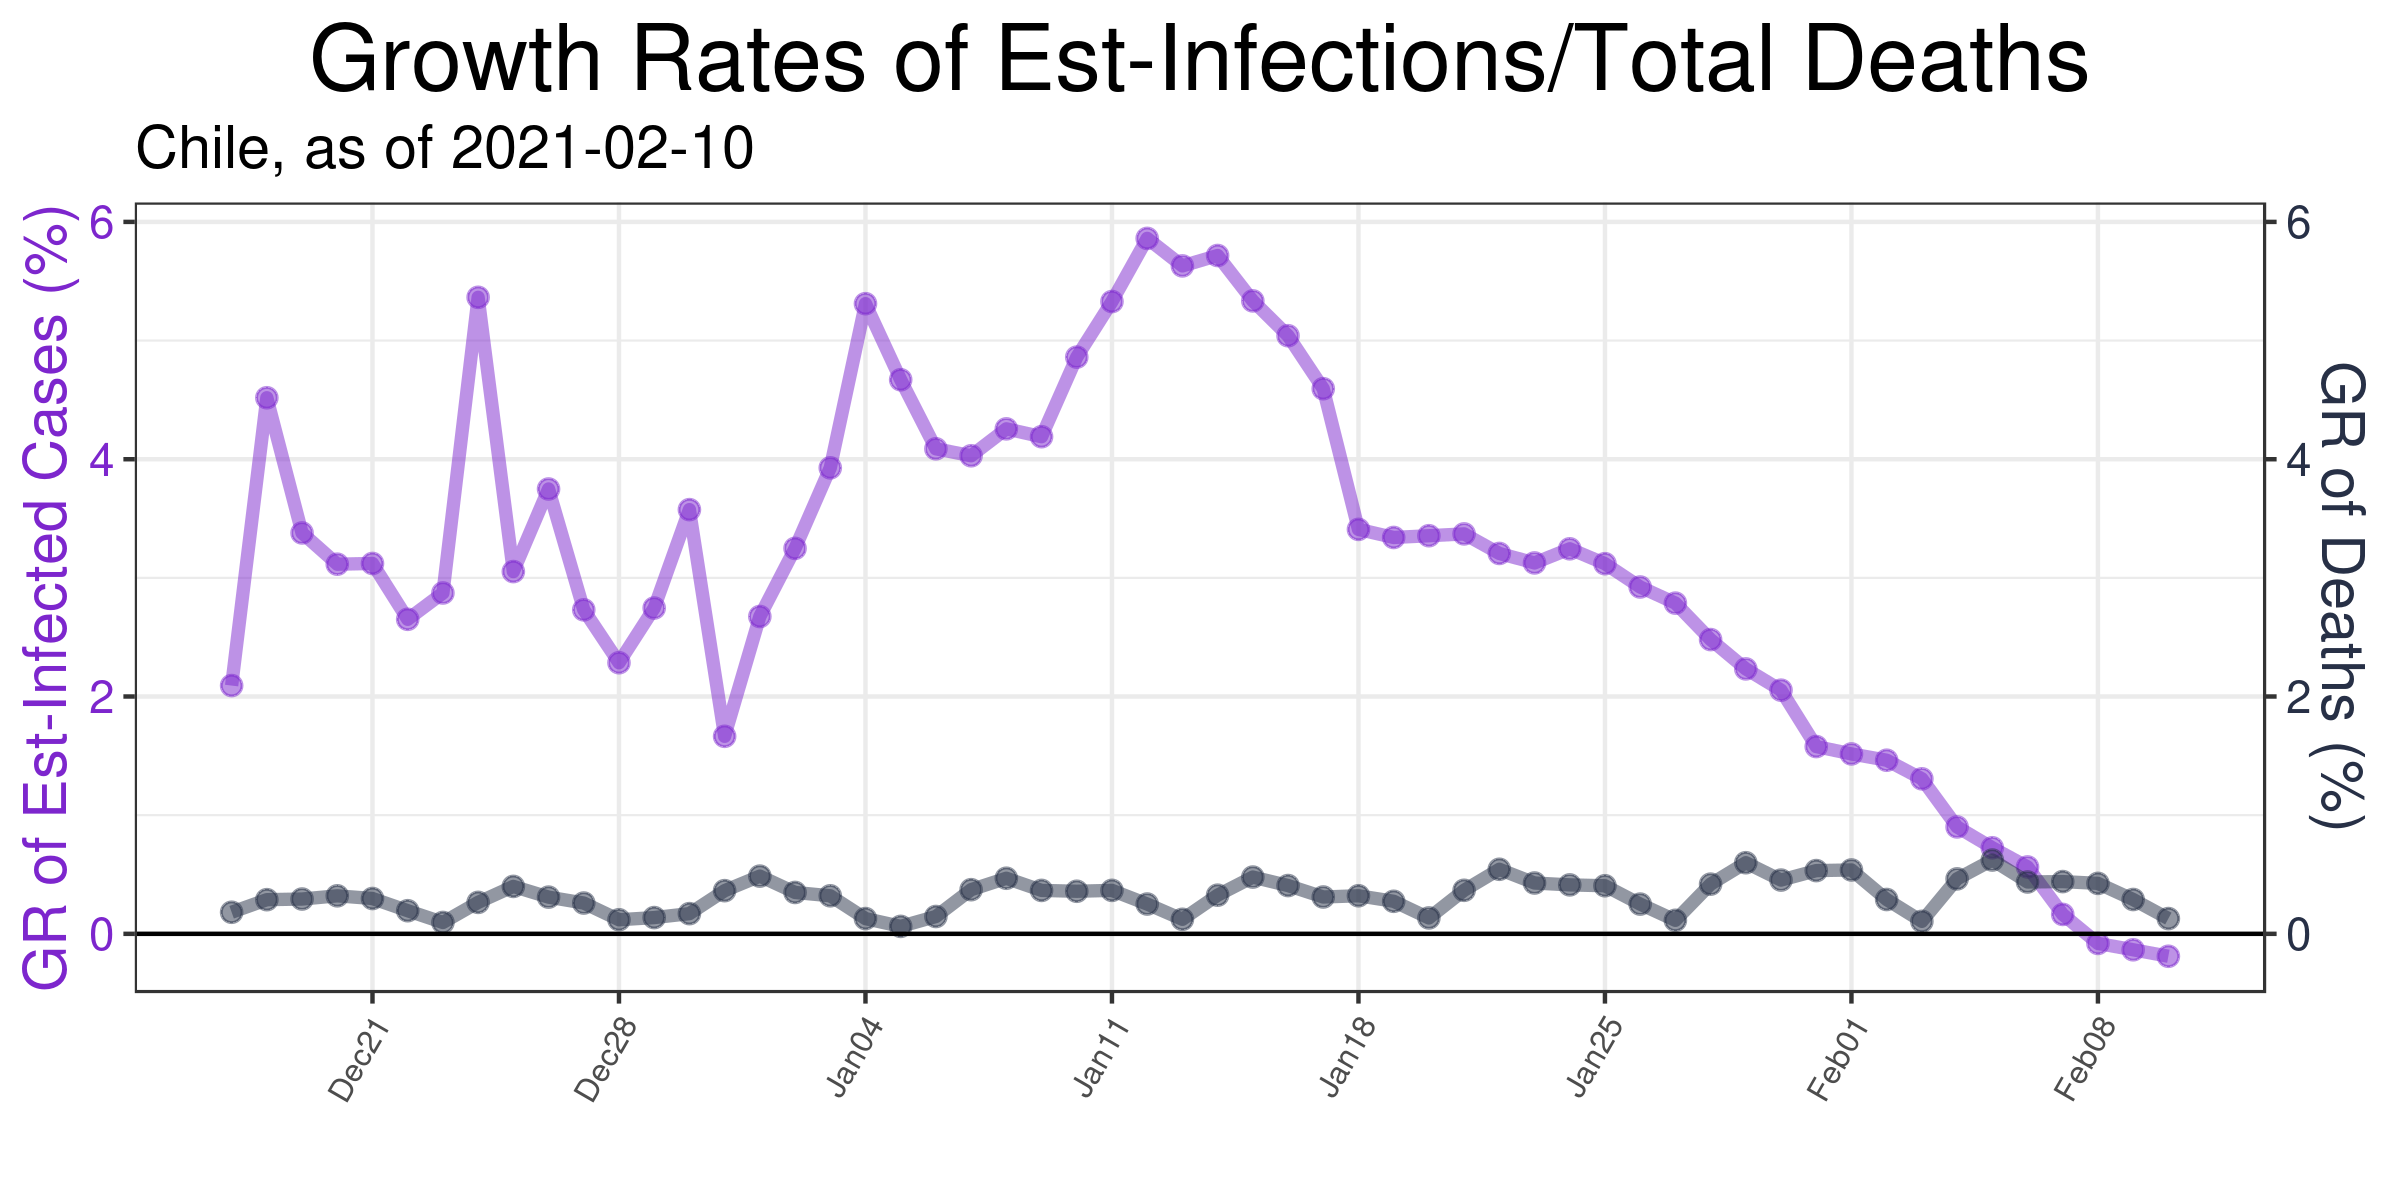 Growth Rates of Est-Infections/Total Deaths
Chile, as of 2021-02-10
GR of Est-Infected Cases (%)
6
4
2
0
6
4
2
0
GR of Deaths (%)
Dec21
Dec28
Jan04
Jan11
Jan18
Jan25
Feb01
Feb08